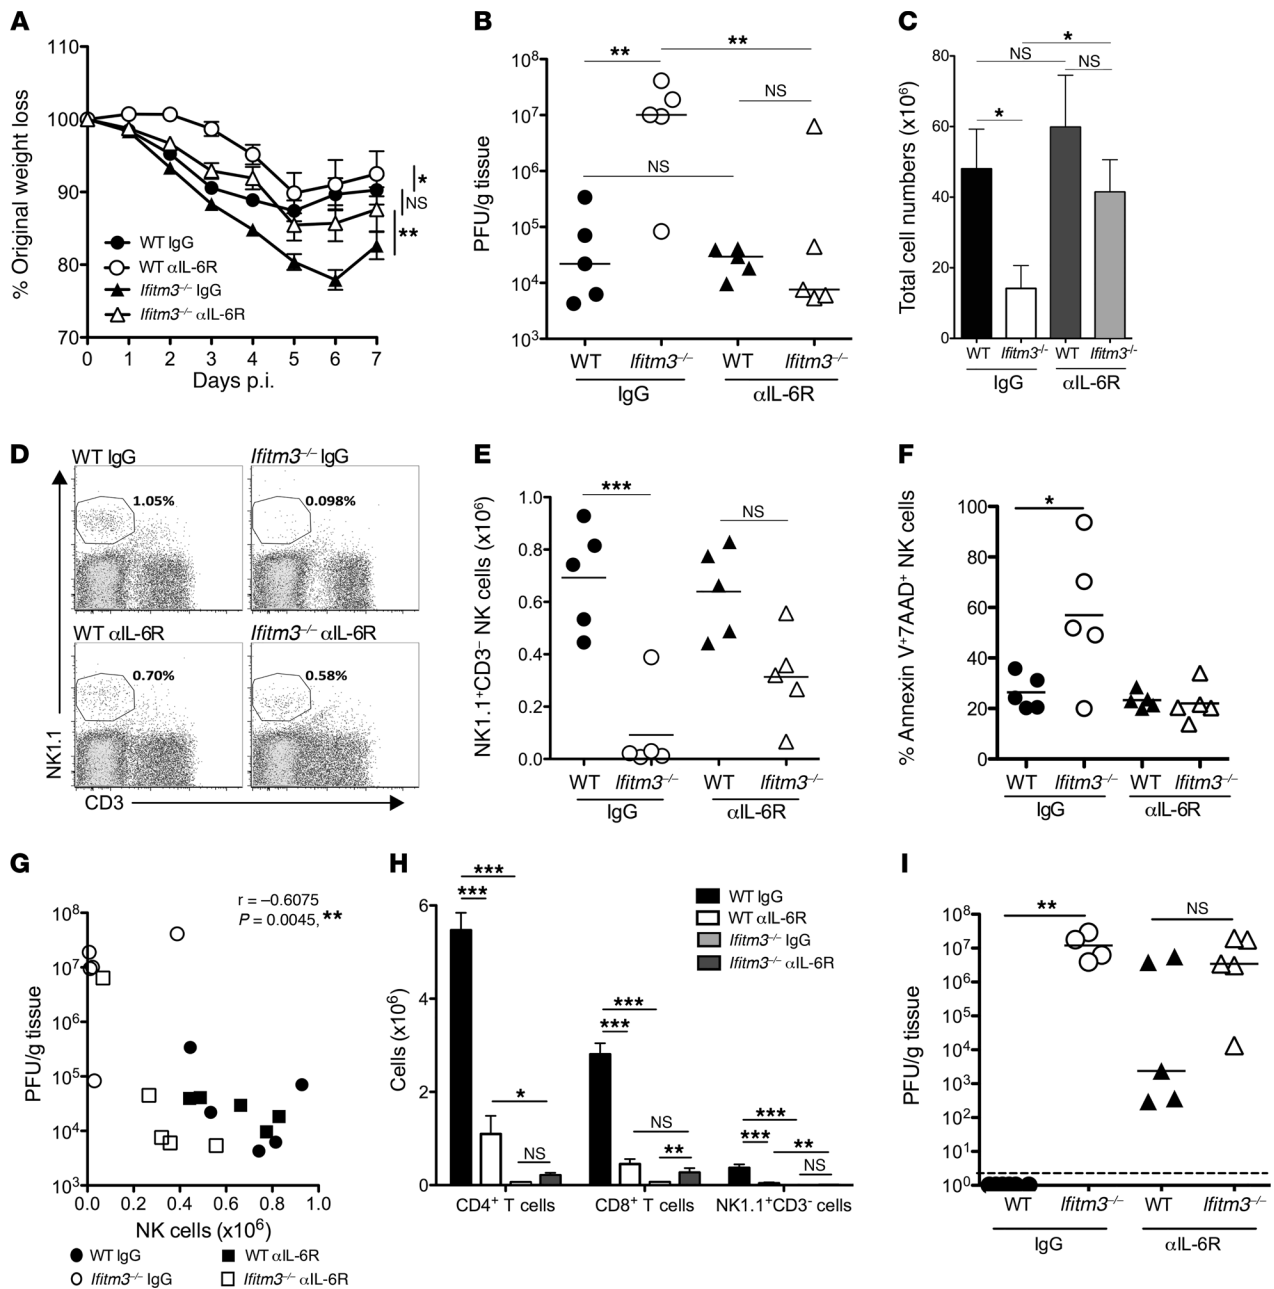 A
% Original weight loss
110
100
90
80
70
0 1 2 3 4 5 6 7
Days p.i.
WT IgG
WT αIL-6R
Ifitm3–/– IgG
Ifitm3–/– αIL-6R
*
NS
**
B
PFU/g tissue
10⁸
10⁷
10⁶
10⁵
10⁴
10³
** **
NS
NS
WT Ifitm3–/– WT Ifitm3–/–
IgG αIL-6R
C
Total cell numbers (x10⁶)
80
60
40
20
0
*
NS NS
*
WT Ifitm3-/- WT Ifitm3-/-
IgG αIL-6R
D
WT IgG Ifitm3–/– IgG
1.05% 0.098%
WT αIL-6R Ifitm3–/– αIL-6R
0.70% 0.58%
NK1.1
CD3
E
NK1.1⁺CD3⁻ NK cells (x10⁶)
1.0
0.8
0.6
0.4
0.2
0.0
*** NS
WT Ifitm3–/– WT Ifitm3–/–
IgG αIL-6R
F
% Annexin V⁺7AAD⁺ NK cells
100
80
60
40
20
0
*
WT Ifitm3–/– WT Ifitm3–/–
IgG αIL-6R
G
r = –0.6075
P = 0.0045, **
PFU/g tissue
10⁸
10⁷
10⁶
10⁵
10⁴
10³
0.0 0.2 0.4 0.6 0.8 1.0
NK cells (x10⁶)
WT IgG WT αIL-6R
Ifitm3–/– IgG Ifitm3–/– αIL-6R
H
Cells (x10⁶)
6
4
2
0
WT IgG
WT αIL-6R
Ifitm3–/– IgG
Ifitm3–/– αIL-6R
***
***
*
NS
***
***
NS
**
***
***
**
NS
CD4⁺ T cells CD8⁺ T cells NK1.1⁺CD3⁻ cells
I
PFU/g tissue
10⁸
10⁷
10⁶
10⁵
10⁴
10³
10²
10¹
10⁰
** NS
WT Ifitm3–/– WT Ifitm3–/–
IgG αIL-6R